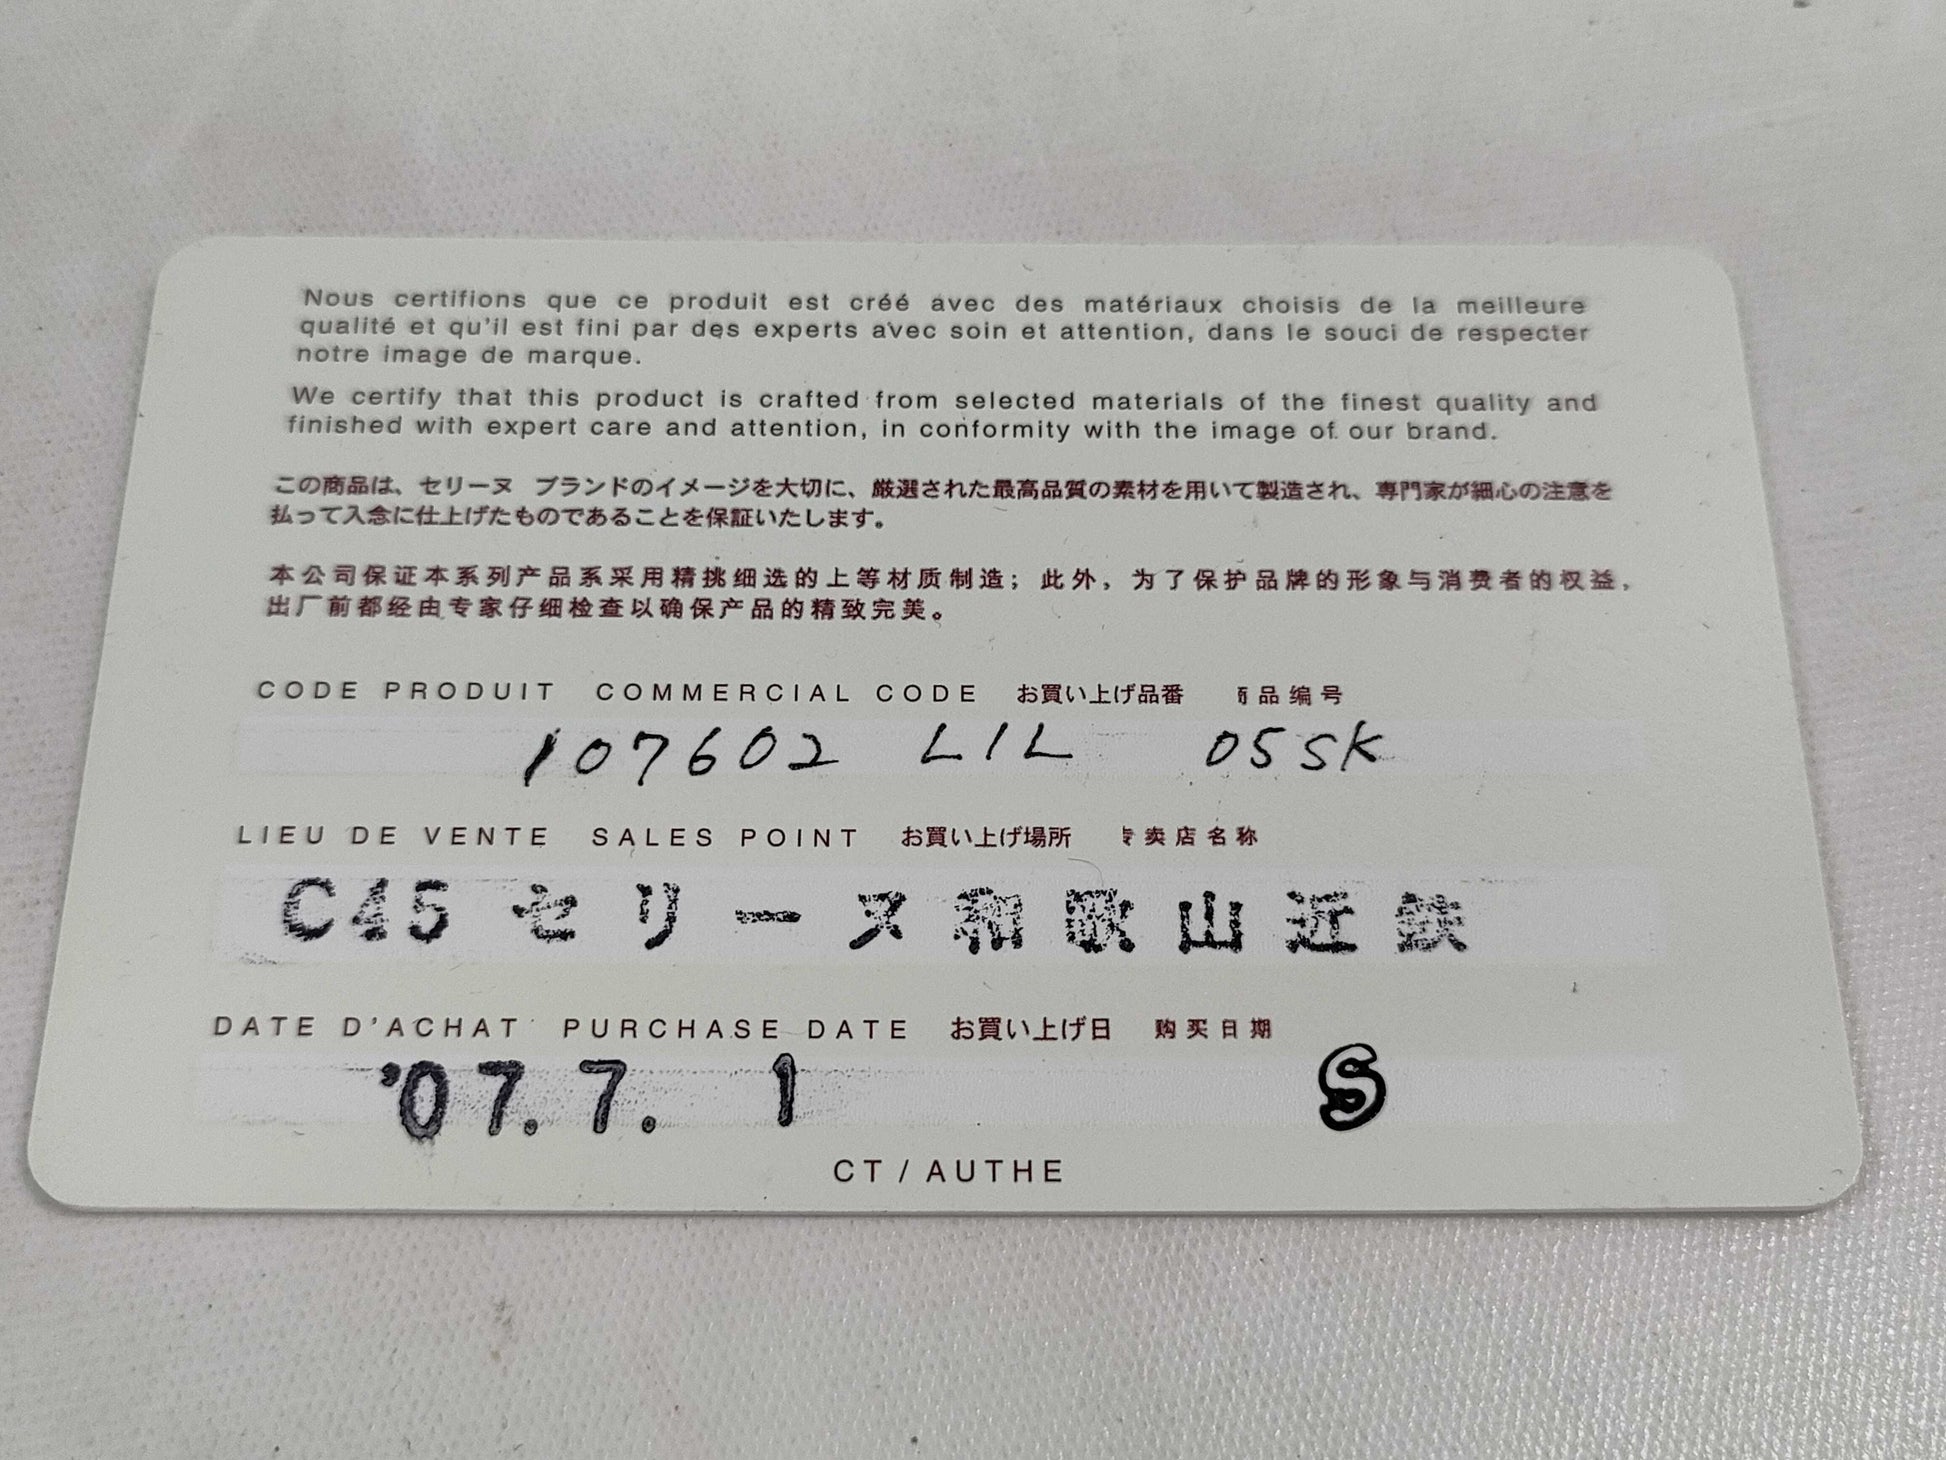 Nous certifions que ce produit est créé avec des matériaux choisis de la meilleure
qualité et qu'il est fini par des experts avec soin et attention, dans le souci de respecter
notre image de marque.
We certify that this product is crafted from selected materials of the finest quality and
finished with expert care and attention, in conformity with the image of our brand.
この商品は、セリーヌ ブランドのイメージを大切に、厳選された最高品質の素材を用いて製造され、専門家が細心の注意を
払って入念に仕上げたものであることを保証いたします。
本公司保证本系列产品系采用精挑细选的上等材质制造；此外，为了保护品牌的形象与消费者的权益，
出厂前都经由专家仔细检查以确保产品的精致完美。
CODE PRODUIT COMMERCIAL CODE お買い上げ品番 商品编号
107602 LIL 05SK
LIEU DE VENTE SALES POINT お買い上げ場所 专卖店名称
C45 セリーヌ和歌山近鉄
DATE D'ACHAT PURCHASE DATE お買い上げ日 购买日期
'07.7.1 S
CT / AUTHE